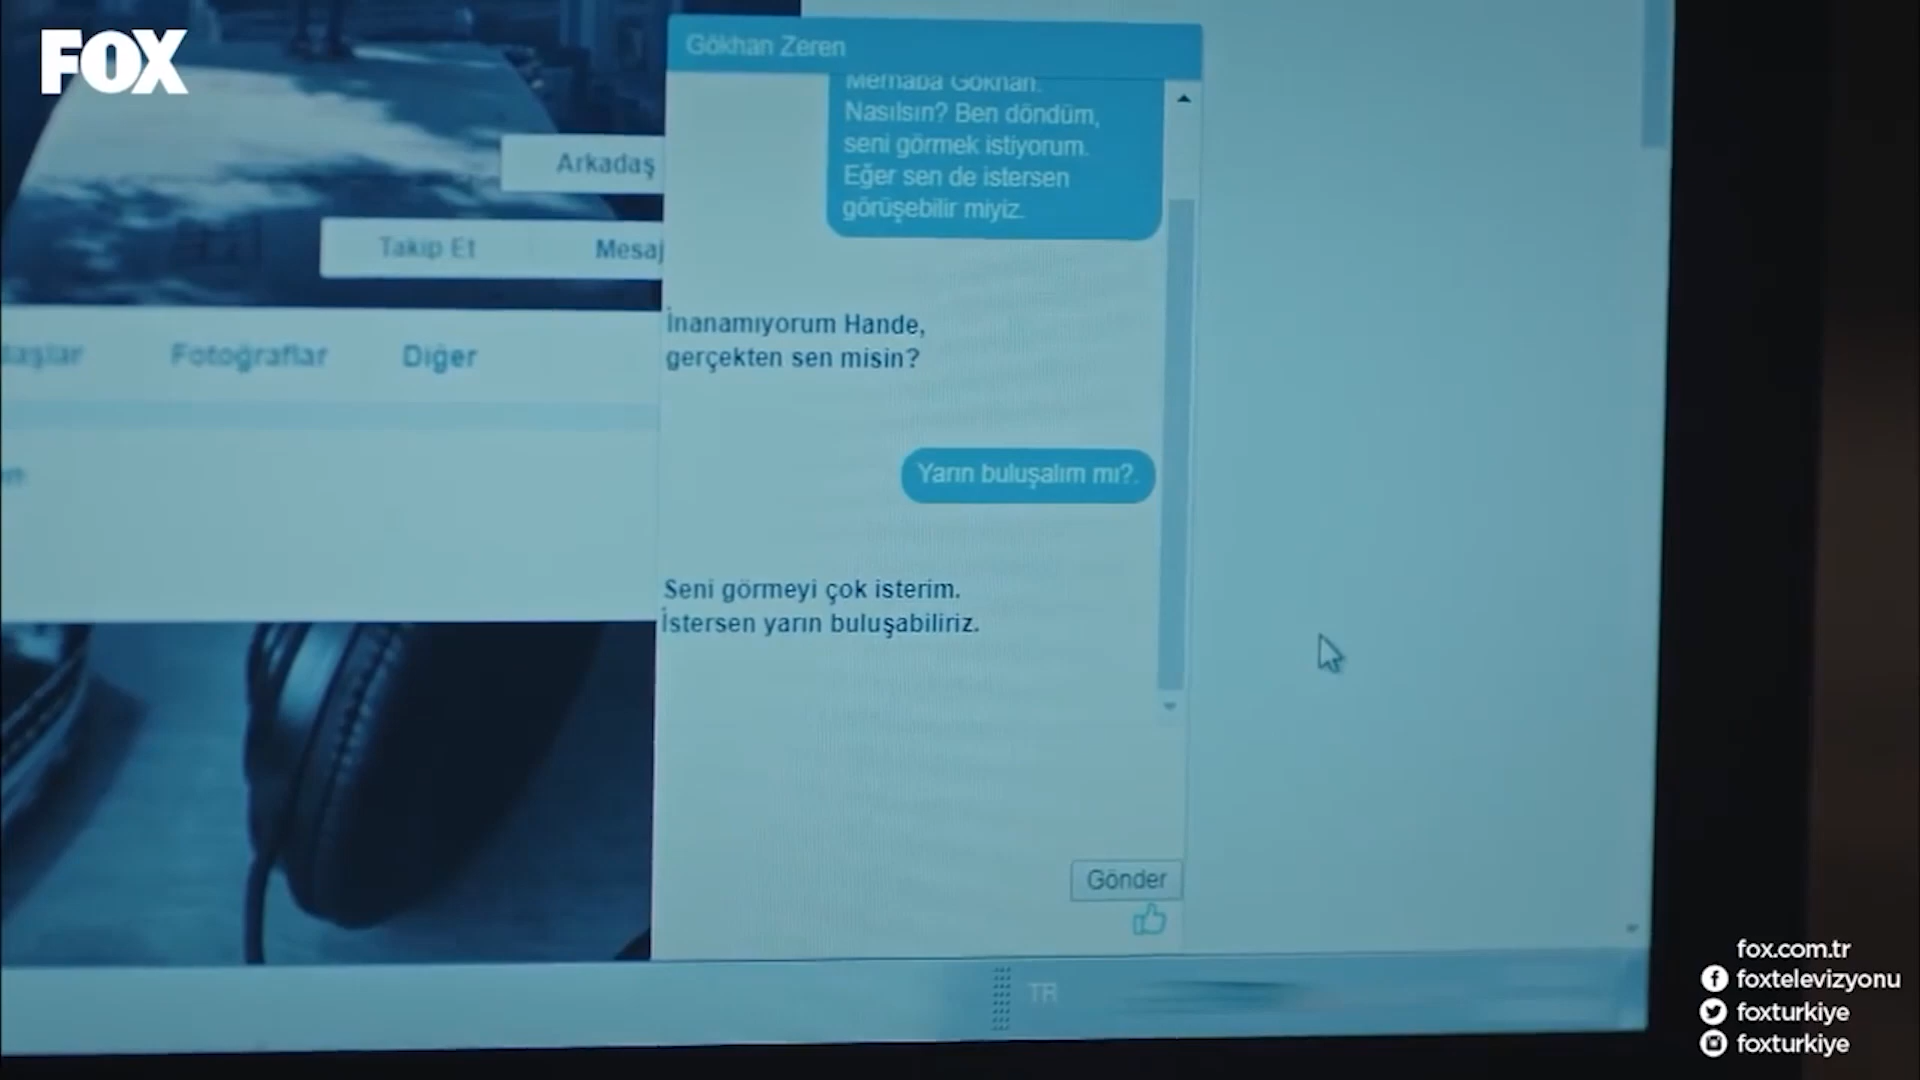 FOX
Gökhan Zeren
Merhaba Gökhan.
Nasılsın? Ben döndüm,
seni görmek istiyorum.
Eğer sen de istersen
görüşebilir miyiz.
Arkadaş
Takip Et
Mesaj
İnanamıyorum Hande,
gerçekten sen misin?
Fotoğraflar
Diğer
Yarın buluşalım mı?.
Seni görmeyi çok isterim.
İstersen yarın buluşabiliriz.
Gönder
TR
fox.com.tr
foxtelevizyonu
foxturkiye
foxturkiye